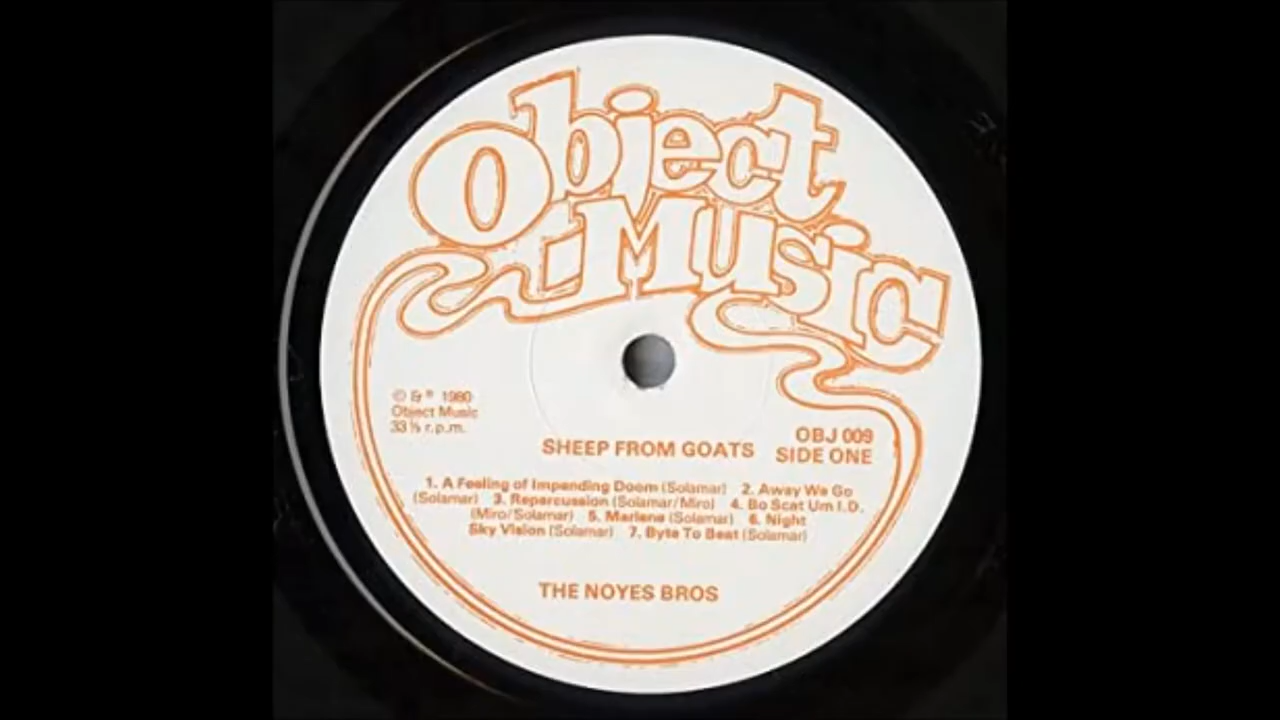 Object
Music
© & ℗ 1980
Object Music
33⅓ r.p.m.
OBJ 009
SHEEP FROM GOATS SIDE ONE
1. A Feeling of Impending Doom (Solamar) 2. Away We Go
(Solamar) 3. Repercussion (Solamar/Miro) 4. Bo Scat Um I.D.
(Miro/Solamar) 5. Marlene (Solamar) 6. Night
Sky Vision (Solamar) 7. Byte To Beat (Solamar)
THE NOYES BROS